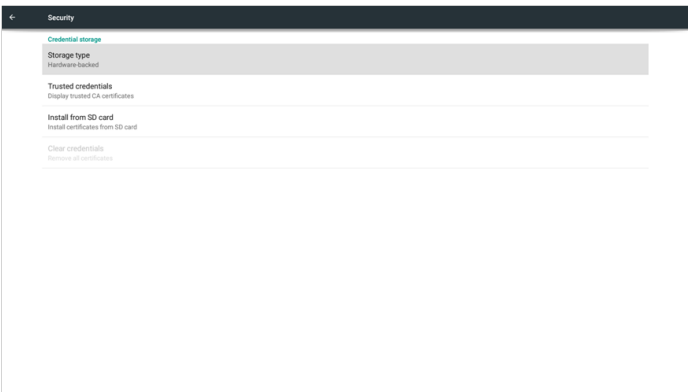 Security
Credential storage
Storage type
Hardware-backed
Trusted credentials
Display trusted CA certificates
Install from SD card
Install certificates from SD card
Clear credentials
Remove all certificates